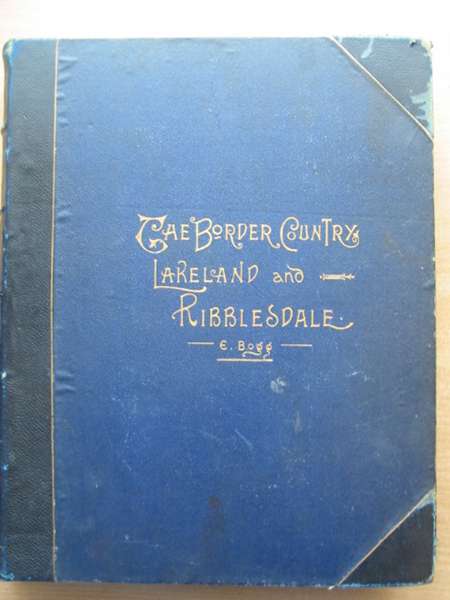 The Border Country,
Lakeland and
Ribblesdale.
E. Bogg